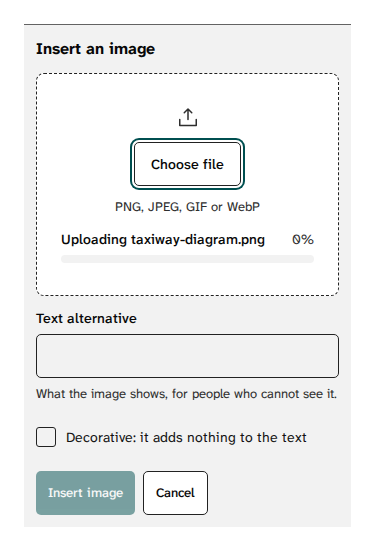 Insert an image
Choose file
PNG, JPEG, GIF or WebP
Uploading taxiway-diagram.png 0%
Text alternative
What the image shows, for people who cannot see it.
Decorative: it adds nothing to the text
Insert image Cancel